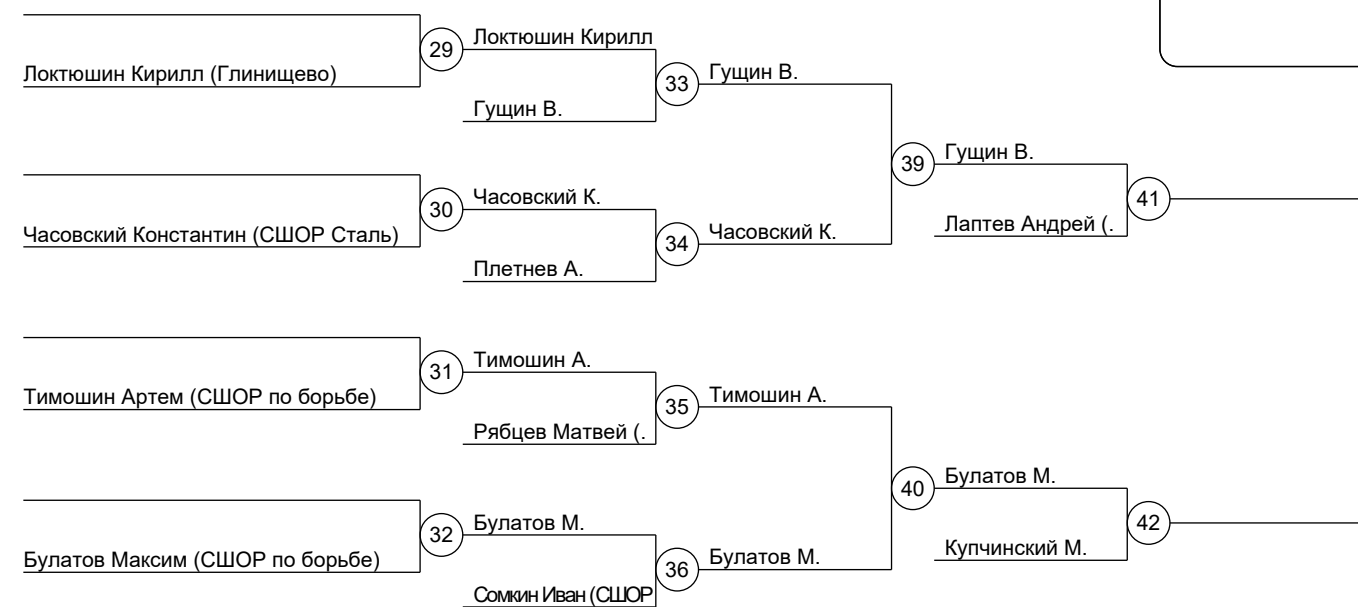 29
Локтюшин Кирилл
Локтюшин Кирилл (Глинищево)
33
Гущин В.
Гущин В.
39
Гущин В.
Часовский К.
30
41
Часовский Константин (СШОР Сталь)
34
Часовский К.
Лаптев Андрей (.
Плетнев А.
31
Тимошин А.
Тимошин Артем (СШОР по борьбе)
35
Тимошин А.
Рябцев Матвей (.
40
Булатов М.
32
Булатов М.
42
Булатов Максим (СШОР по борьбе)
36
Булатов М.
Купчинский М.
Сомкин Иван (СШОР